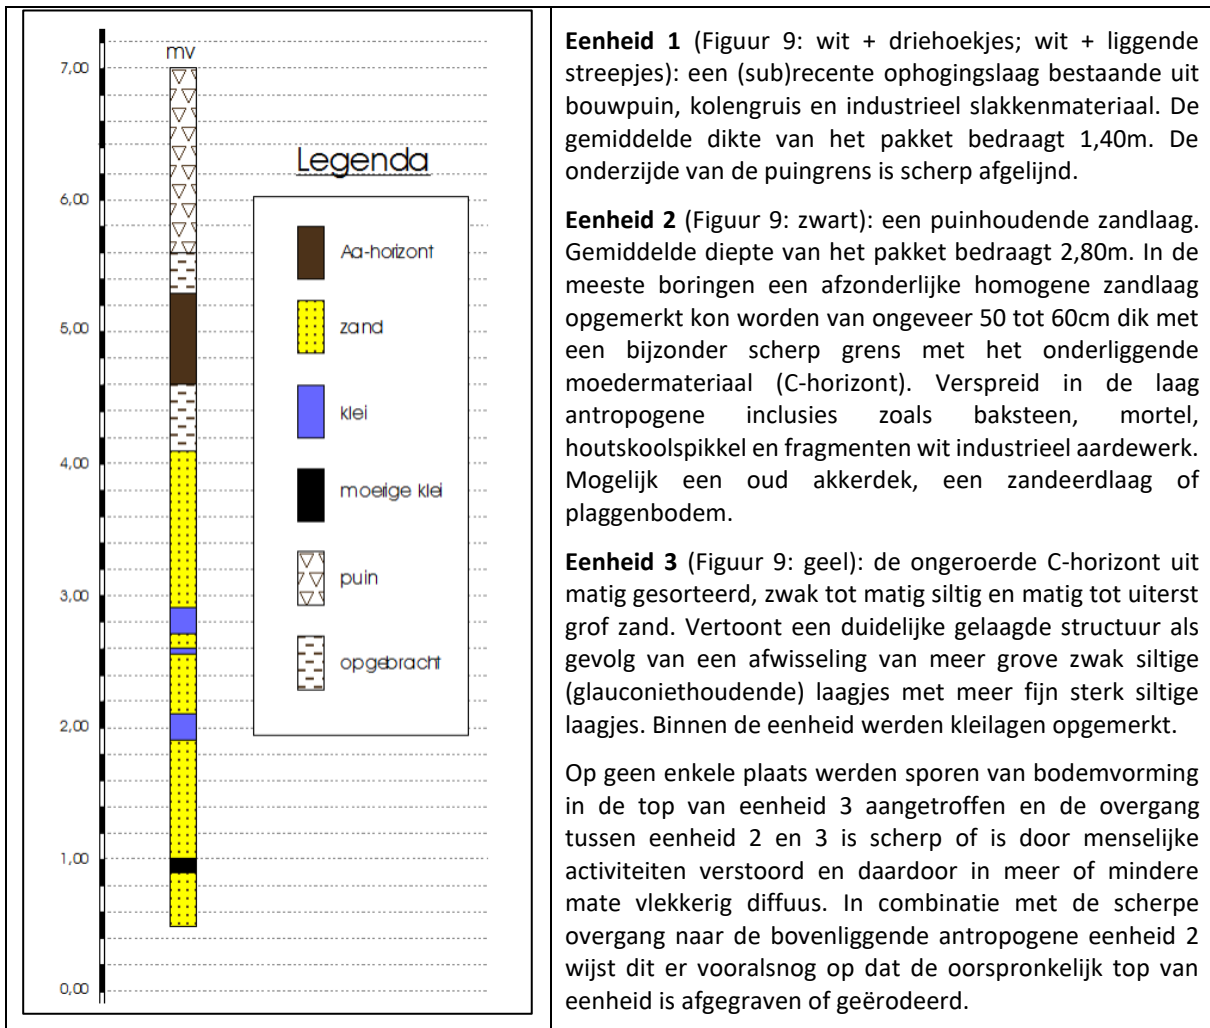 mv
7,00
6,00
5,00
4,00
3,00
2,00
1,00
0,00
Legenda
Aa-horizont
zand
klei
moerige klei
puin
opgebracht
Eenheid 1 (Figuur 9: wit + driehoekjes; wit + liggende
streepjes): een (sub)recente ophogingslaag bestaande uit
bouwpuin, kolengruis en industrieel slakkenmateriaal. De
gemiddelde dikte van het pakket bedraagt 1,40m. De
onderzijde van de puingrens is scherp afgelijnd.
Eenheid 2 (Figuur 9: zwart): een puinhoudende zandlaag.
Gemiddelde diepte van het pakket bedraagt 2,80m. In de
meeste boringen een afzonderlijke homogene zandlaag
opgemerkt kon worden van ongeveer 50 tot 60cm dik met
een bijzonder scherp grens met het onderliggende
moedermateriaal (C-horizont). Verspreid in de laag
antropogene inclusies zoals baksteen, mortel,
houtskoolspikkel en fragmenten wit industrieel aardewerk.
Mogelijk een oud akkerdek, een zandeerdlaag of
plaggenbodem.
Eenheid 3 (Figuur 9: geel): de ongeroerde C-horizont uit
matig gesorteerd, zwak tot matig siltig en matig tot uiterst
grof zand. Vertoont een duidelijke gelaagde structuur als
gevolg van een afwisseling van meer grove zwak siltige
(glauconiethoudende) laagjes met meer fijn sterk siltige
laagjes. Binnen de eenheid werden kleilagen opgemerkt.
Op geen enkele plaats werden sporen van bodemvorming
in de top van eenheid 3 aangetroffen en de overgang
tussen eenheid 2 en 3 is scherp of is door menselijke
activiteiten verstoord en daardoor in meer of mindere
mate vlekkerig diffuus. In combinatie met de scherpe
overgang naar de bovenliggende antropogene eenheid 2
wijst dit er vooralsnog op dat de oorspronkelijk top van
eenheid is afgegraven of geërodeerd.